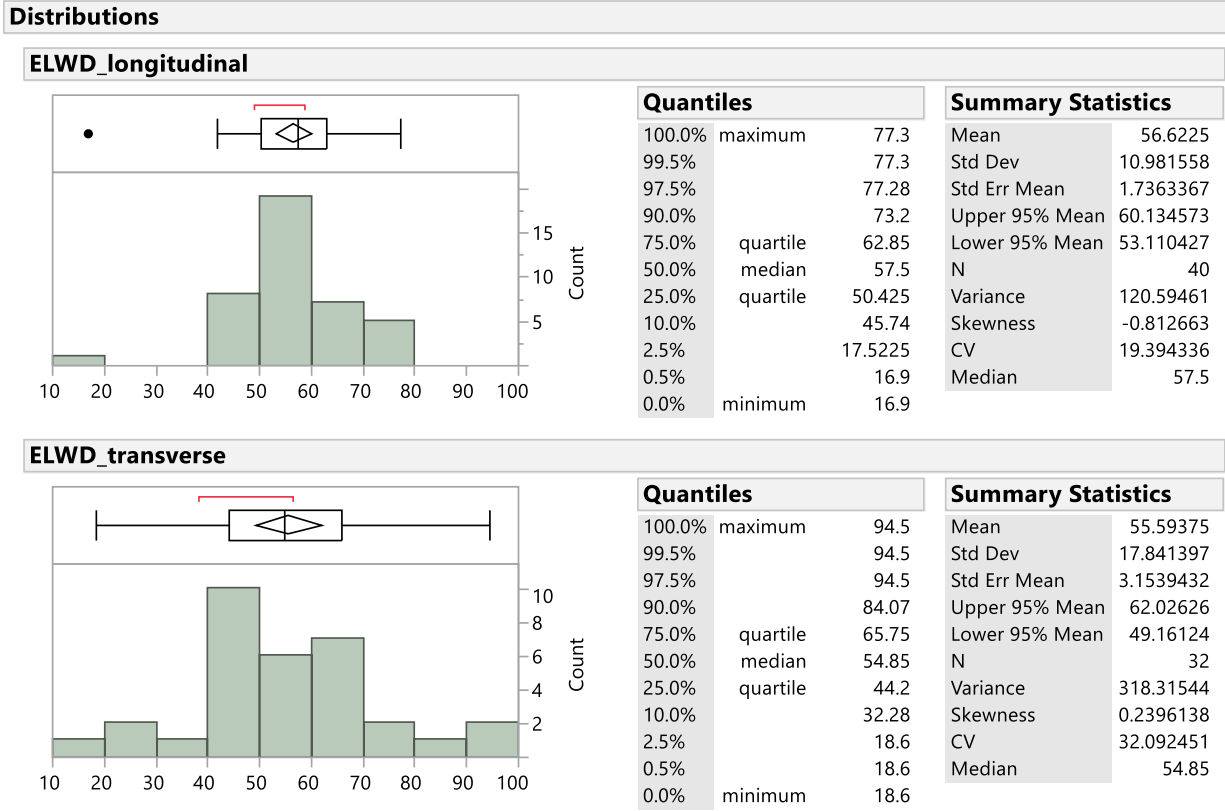 Distributions
ELWD_longitudinal
15
10
5
Count
10 20 30 40 50 60 70 80 90 100
Quantiles
100.0% maximum 77.3
99.5% 77.3
97.5% 77.28
90.0% 73.2
75.0% quartile 62.85
50.0% median 57.5
25.0% quartile 50.425
10.0% 45.74
2.5% 17.5225
0.5% 16.9
0.0% minimum 16.9
Summary Statistics
Mean 56.6225
Std Dev 10.981558
Std Err Mean 1.7363367
Upper 95% Mean 60.134573
Lower 95% Mean 53.110427
N 40
Variance 120.59461
Skewness -0.812663
CV 19.394336
Median 57.5
ELWD_transverse
10
8
6
4
2
Count
10 20 30 40 50 60 70 80 90 100
Quantiles
100.0% maximum 94.5
99.5% 94.5
97.5% 94.5
90.0% 84.07
75.0% quartile 65.75
50.0% median 54.85
25.0% quartile 44.2
10.0% 32.28
2.5% 18.6
0.5% 18.6
0.0% minimum 18.6
Summary Statistics
Mean 55.59375
Std Dev 17.841397
Std Err Mean 3.1539432
Upper 95% Mean 62.02626
Lower 95% Mean 49.16124
N 32
Variance 318.31544
Skewness 0.2396138
CV 32.092451
Median 54.85